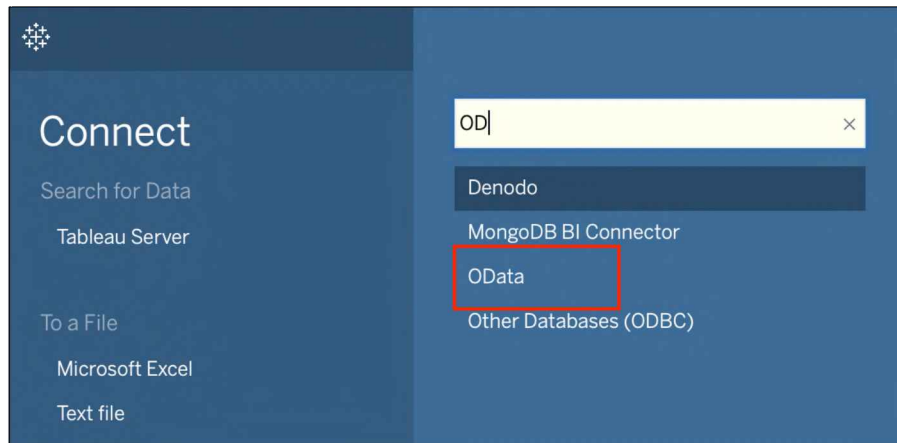 Connect
Search for Data
Tableau Server
To a File
Microsoft Excel
Text file
OD
Denodo
MongoDB BI Connector
OData
Other Databases (ODBC)